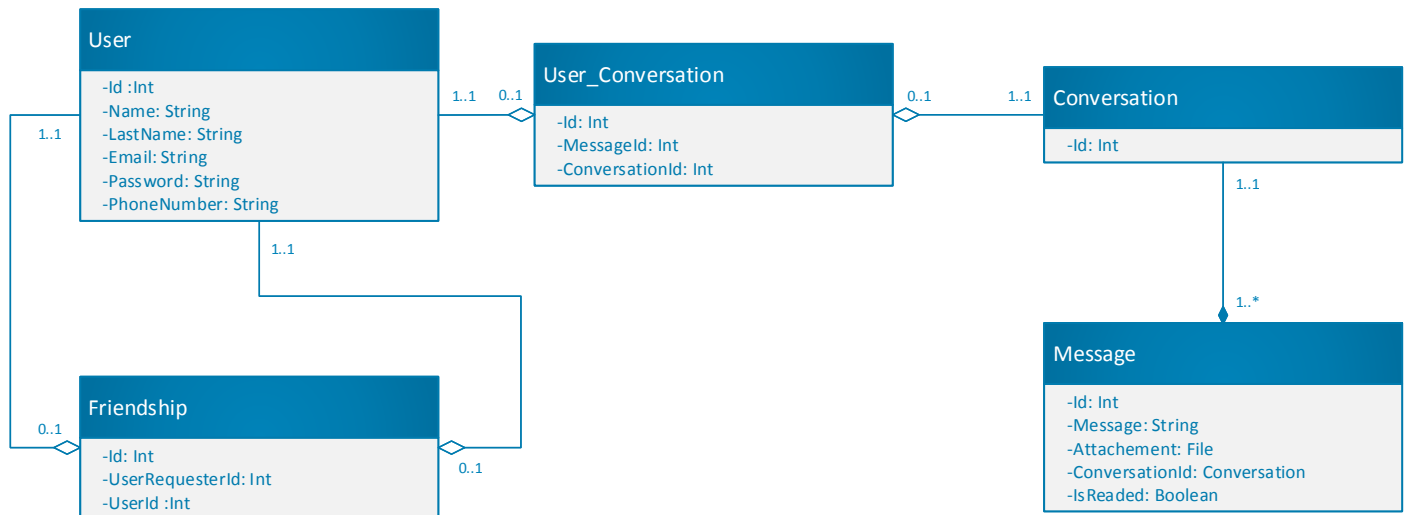 User
-Id :Int
-Name: String
-LastName: String
-Email: String
-Password: String
-PhoneNumber: String
1..1
1..1
1..1
0..1
User_Conversation
-Id: Int
-MessageId: Int
-ConversationId: Int
0..1
1..1
Conversation
-Id: Int
1..1
1..*
Message
-Id: Int
-Message: String
-Attachement: File
-ConversationId: Conversation
-IsReaded: Boolean
0..1
Friendship
-Id: Int
-UserRequesterId: Int
-UserId :Int
0..1